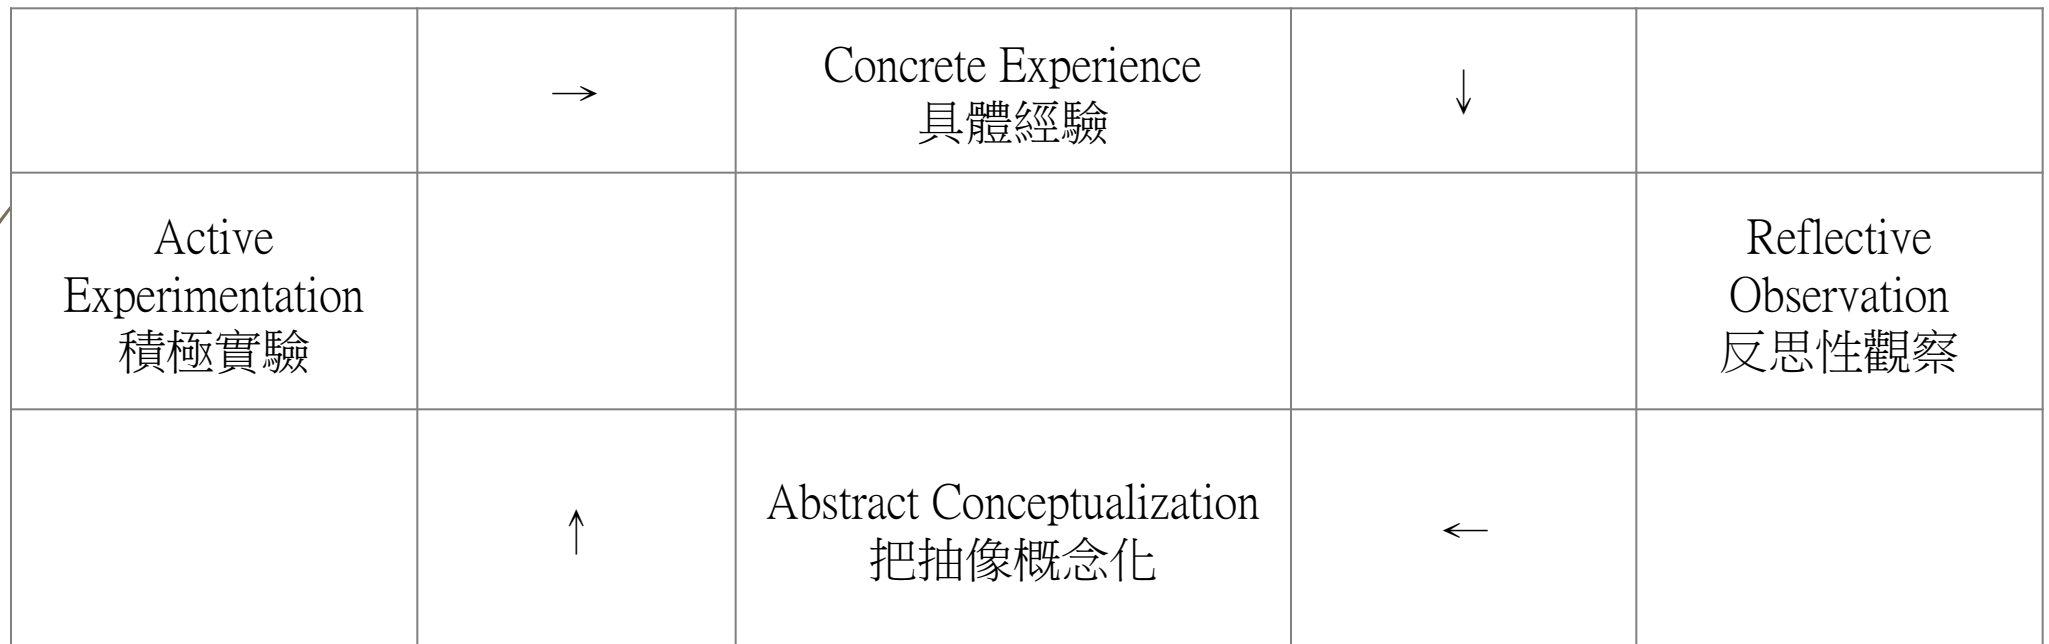 →
Concrete Experience
具體經驗
↓
Active
Experimentation
積極實驗
Reflective
Observation
反思性觀察
↑
Abstract Conceptualization
把抽像概念化
←